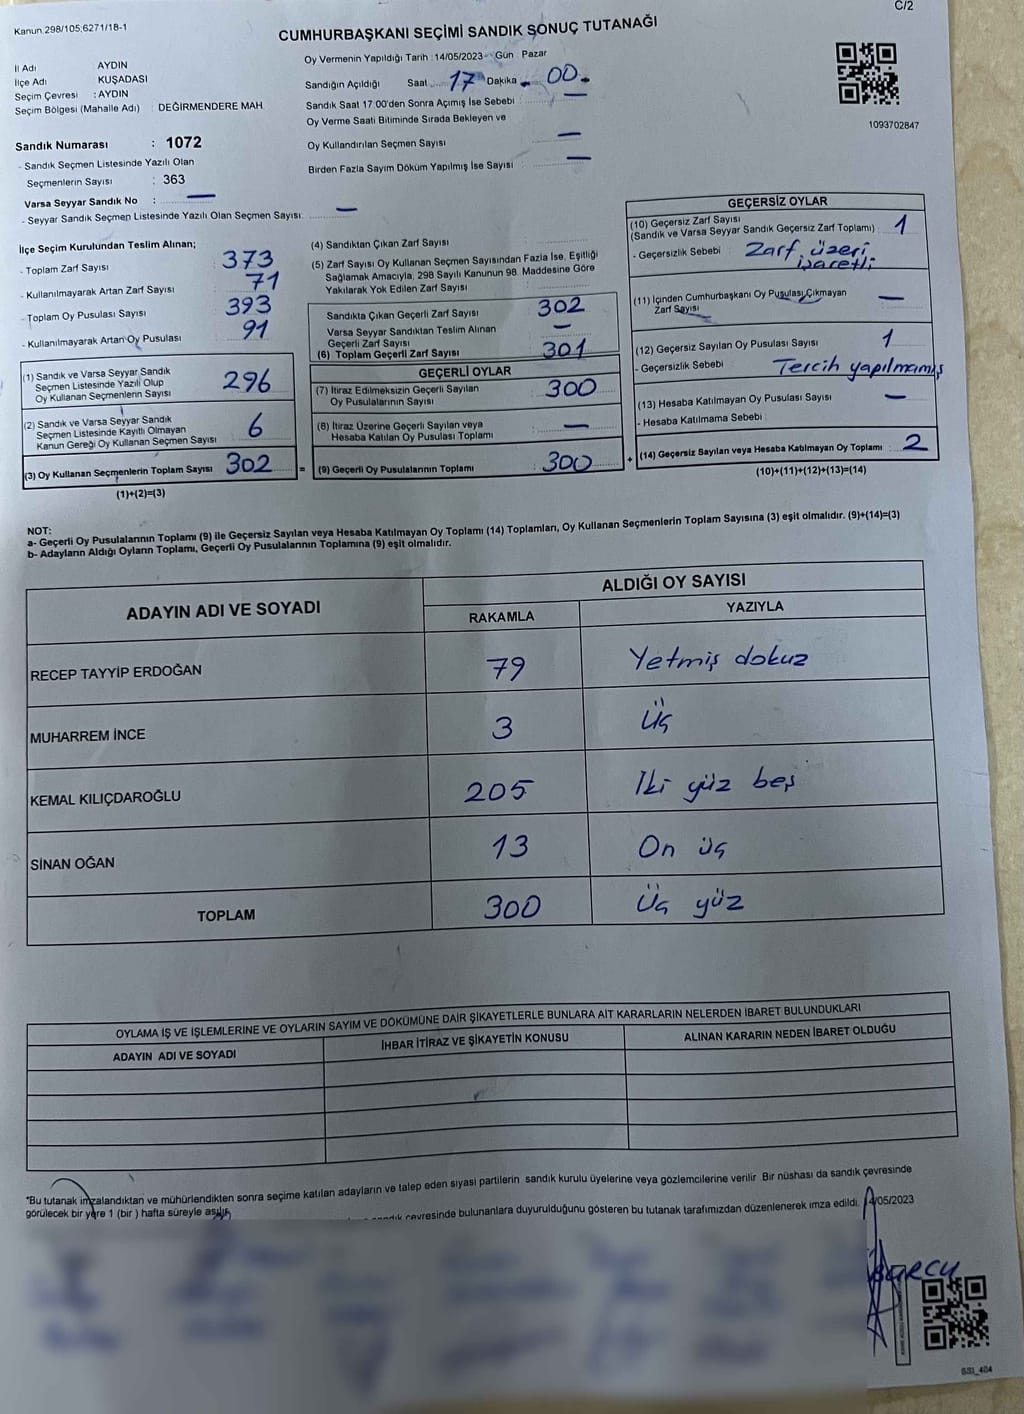 C/2
Kanun.298/105;6271/18-1
CUMHURBAŞKANI SEÇİMİ SANDIK SONUÇ TUTANAĞI
İl Adı AYDIN
İlçe Adı KUŞADASI
Seçim Çevresi : AYDIN
Seçim Bölgesi (Mahalle Adı) : DEĞİRMENDERE MAH
Sandık Numarası : 1072
- Sandık Seçmen Listesinde Yazılı Olan
Seçmenlerin Sayısı : 363
Varsa Seyyar Sandık No : —
- Seyyar Sandık Seçmen Listesinde Yazılı Olan Seçmen Sayısı: —
Oy Vermenin Yapıldığı Tarih : 14/05/2023 - Gün : Pazar
Sandığın Açıldığı Saat 17 Dakika 00
Sandık Saat 17:00'den Sonra Açımış İse Sebebi : —
Oy Verme Saati Bitiminde Sırada Bekleyen ve
Oy Kullandırılan Seçmen Sayısı —
Birden Fazla Sayım Döküm Yapılmış İse Sayısı —
1093702847
İlçe Seçim Kurulundan Teslim Alınan;
- Toplam Zarf Sayısı 373
- Kullanılmayarak Artan Zarf Sayısı 71
- Toplam Oy Pusulası Sayısı 393
- Kullanılmayarak Artan Oy Pusulası 91
(1) Sandık ve Varsa Seyyar Sandık
Seçmen Listesinde Yazılı Olup
Oy Kullanan Seçmenlerin Sayısı 296
(2) Sandık ve Varsa Seyyar Sandık
Seçmen Listesinde Kayıtlı Olmayan
Kanun Gereği Oy Kullanan Seçmen Sayısı 6
(3) Oy Kullanan Seçmenlerin Toplam Sayısı 302 =
(1)+(2)=(3)
(4) Sandıktan Çıkan Zarf Sayısı
(5) Zarf Sayısı Oy Kullanan Seçmen Sayısından Fazla İse, Eşitliği
Sağlamak Amacıyla, 298 Sayılı Kanunun 98. Maddesine Göre
Yakılarak Yok Edilen Zarf Sayısı
Sandıkta Çıkan Geçerli Zarf Sayısı 302
Varsa Seyyar Sandıktan Teslim Alınan
Geçerli Zarf Sayısı —
(6) Toplam Geçerli Zarf Sayısı 301
GEÇERLİ OYLAR
(7) İtiraz Edilmeksizin Geçerli Sayılan
Oy Pusulalarının Sayısı 300
(8) İtiraz Üzerine Geçerli Sayılan veya
Hesaba Katılan Oy Pusulası Toplamı : —
(9) Geçerli Oy Pusulalarının Toplamı : 300 +
GEÇERSİZ OYLAR
(10) Geçersiz Zarf Sayısı
(Sandık ve Varsa Seyyar Sandık Geçersiz Zarf Toplamı) : 1
- Geçersizlik Sebebi : Zarf üzeri
işaretli
(11) İçinden Cumhurbaşkanı Oy Pusulası Çıkmayan
Zarf Sayısı —
(12) Geçersiz Sayılan Oy Pusulası Sayısı 1
- Geçersizlik Sebebi : Tercih yapılmamış
(13) Hesaba Katılmayan Oy Pusulası Sayısı —
- Hesaba Katılmama Sebebi :
(14) Geçersiz Sayılan veya Hesaba Katılmayan Oy Toplamı : 2
(10)+(11)+(12)+(13)=(14)
NOT:
a- Geçerli Oy Pusulalarının Toplamı (9) ile Geçersiz Sayılan veya Hesaba Katılmayan Oy Toplamı (14) Toplamları, Oy Kullanan Seçmenlerin Toplam Sayısına (3) eşit olmalıdır. (9)+(14)=(3)
b- Adayların Aldığı Oyların Toplamı, Geçerli Oy Pusulalarının Toplamına (9) eşit olmalıdır.
ADAYIN ADI VE SOYADI ALDIĞI OY SAYISI
RAKAMLA YAZIYLA
RECEP TAYYİP ERDOĞAN 79 Yetmiş dokuz
MUHARREM İNCE 3 Üç
KEMAL KILIÇDAROĞLU 205 İki yüz beş
SİNAN OĞAN 13 On üç
TOPLAM 300 Üç yüz
OYLAMA İŞ VE İŞLEMLERİNE VE OYLARIN SAYIM VE DÖKÜMÜNE DAİR ŞİKAYETLERLE BUNLARA AİT KARARLARIN NELERDEN İBARET BULUNDUKLARI
ADAYIN ADI VE SOYADI İHBAR İTİRAZ VE ŞİKAYETİN KONUSU ALINAN KARARIN NEDEN İBARET OLDUĞU
"Bu tutanak imzalandıktan ve mühürlendikten sonra seçime katılan adayların ve talep eden siyasi partilerin sandık kurulu üyelerine veya gözlemcilerine verilir Bir nüshası da sandık çevresinde
görülecek bir yere 1 (bir) hafta süreyle asılır. sandık çevresinde bulunanlara duyurulduğunu gösteren bu tutanak tarafımızdan düzenlenerek imza edildi. 14/05/2023
BURCU
SS1_404